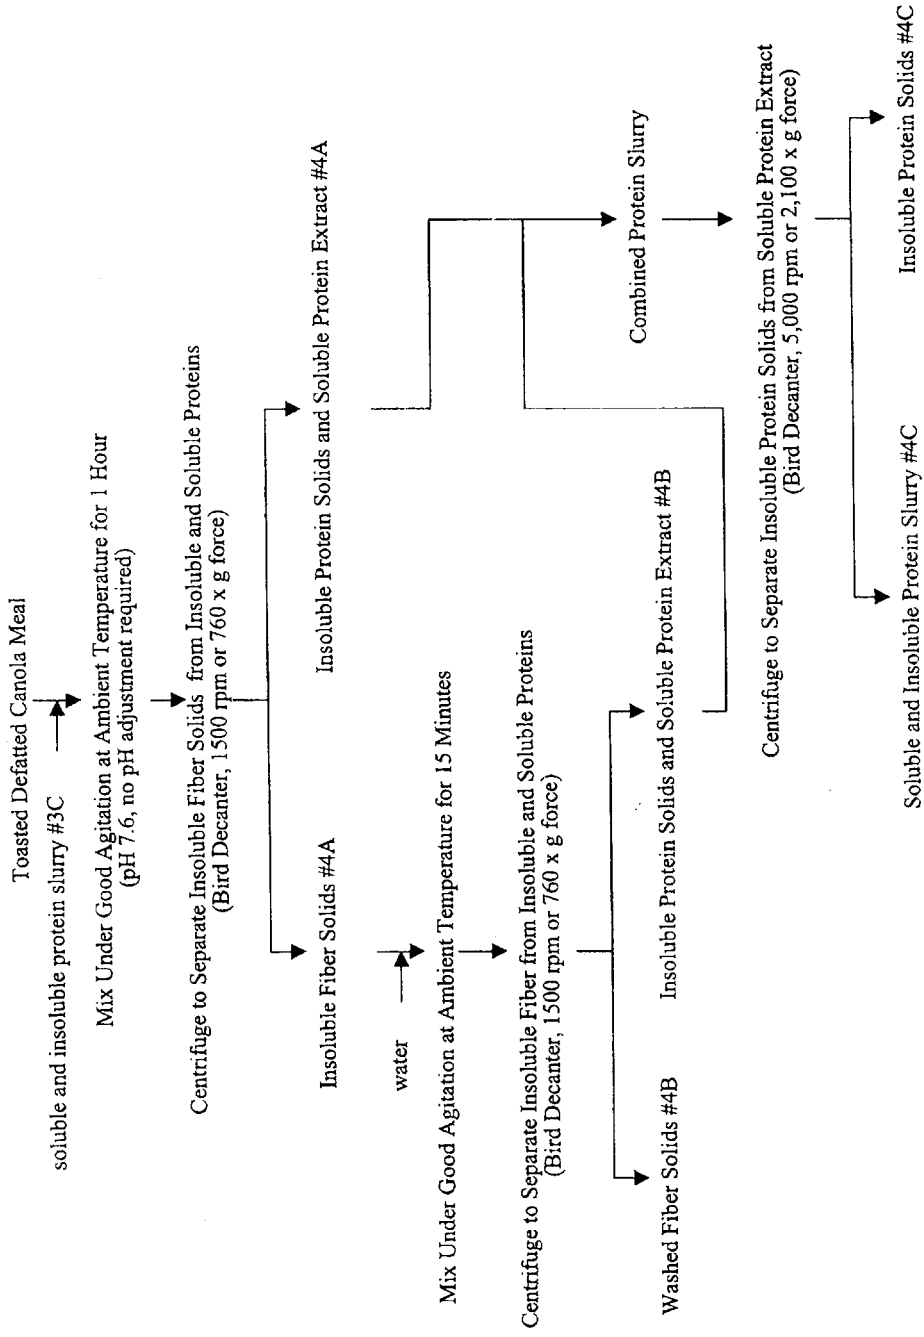 Toasted Defatted Canola Meal
soluble and insoluble protein slurry #3C
Mix Under Good Agitation at Ambient Temperature for 1 Hour
(pH 7.6, no pH adjustment required)
Centrifuge to Separate Insoluble Fiber Solids from Insoluble and Soluble Proteins
(Bird Decanter, 1500 rpm or 760 x g force)
Insoluble Fiber Solids #4A
Insoluble Protein Solids and Soluble Protein Extract #4A
water
Mix Under Good Agitation at Ambient Temperature for 15 Minutes
Centrifuge to Separate Insoluble Fiber from Insoluble and Soluble Proteins
(Bird Decanter, 1500 rpm or 760 x g force)
Washed Fiber Solids #4B
Insoluble Protein Solids and Soluble Protein Extract #4B
Combined Protein Slurry
Centrifuge to Separate Insoluble Protein Solids from Soluble Protein Extract
(Bird Decanter, 5,000 rpm or 2,100 x g force)
Soluble and Insoluble Protein Slurry #4C
Insoluble Protein Solids #4C